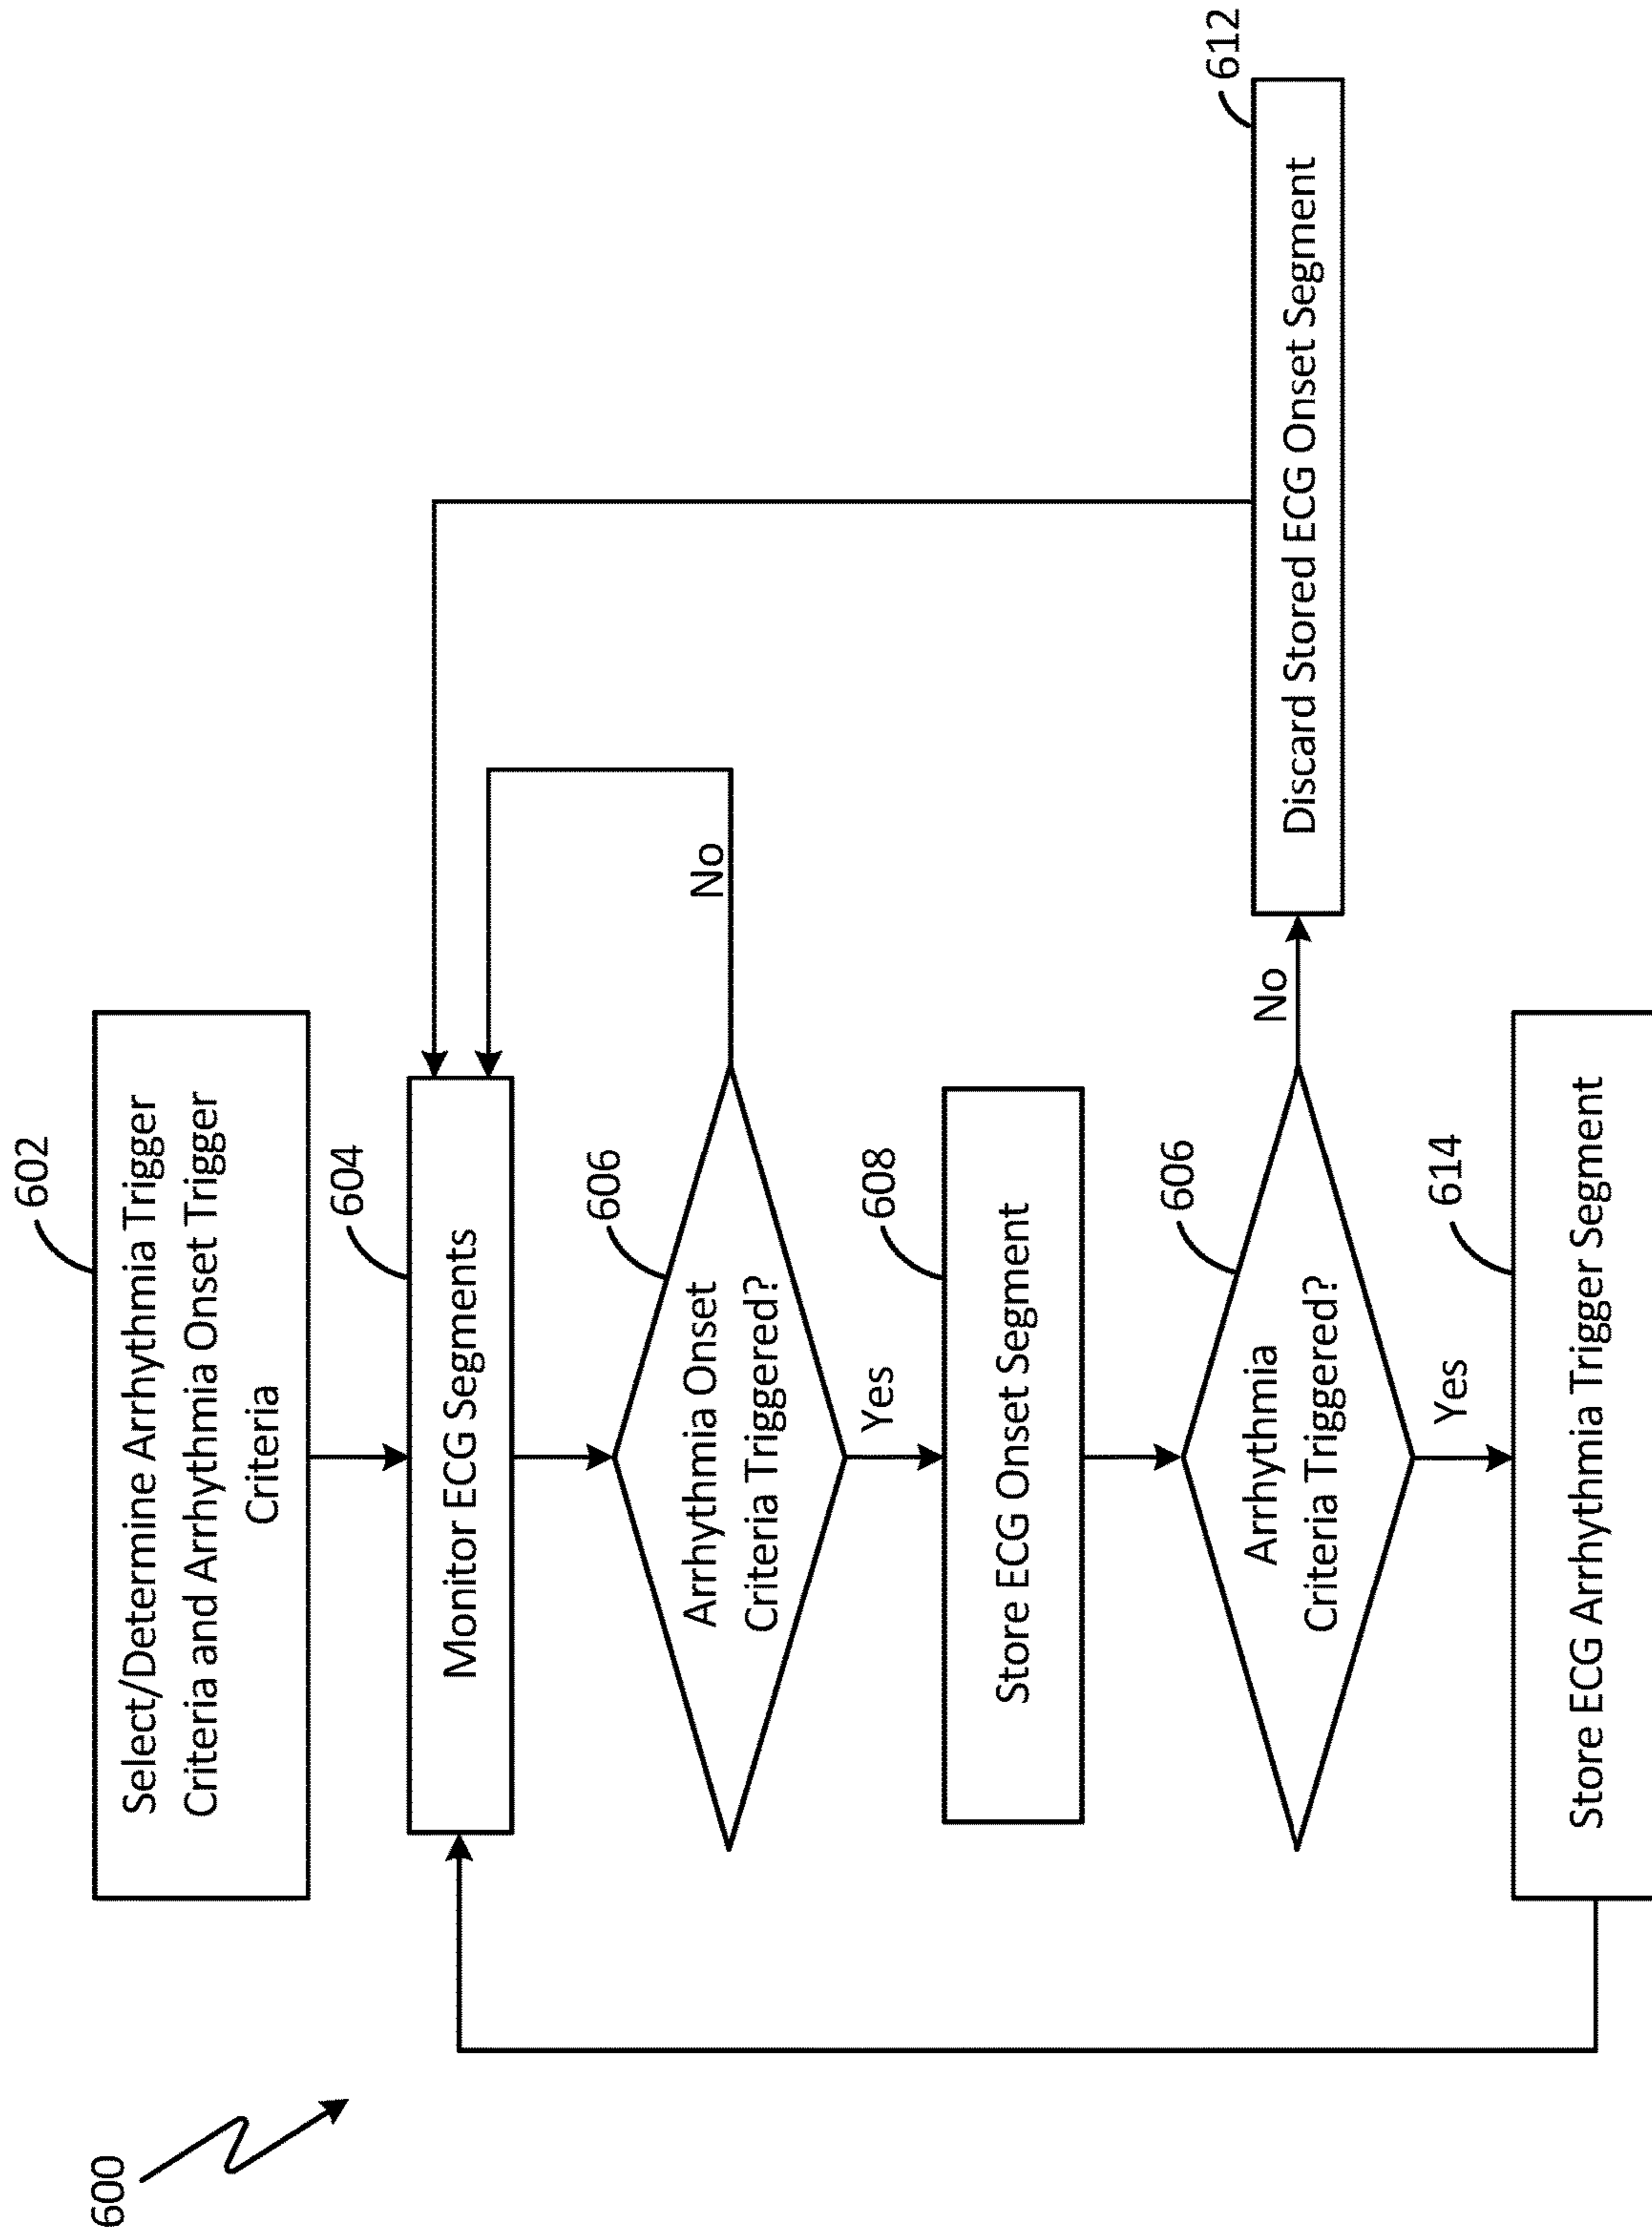 600
602
Select/Determine Arrhythmia Trigger
Criteria and Arrhythmia Onset Trigger
Criteria
604
Monitor ECG Segments
606
Arrhythmia Onset
Criteria Triggered?
No
Yes
608
Store ECG Onset Segment
606
Arrhythmia
Criteria Triggered?
No
612
Discard Stored ECG Onset Segment
Yes
614
Store ECG Arrhythmia Trigger Segment